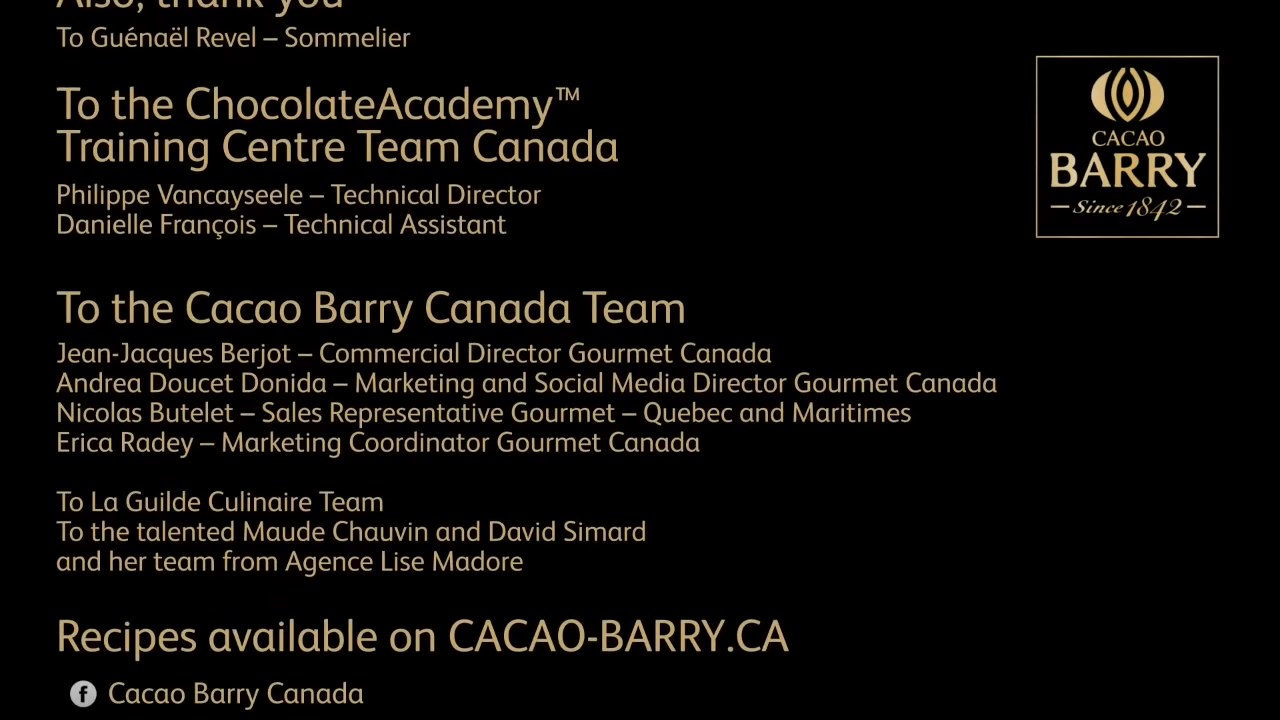 Also, thank you
To Guénaël Revel – Sommelier
To the ChocolateAcademy™
Training Centre Team Canada
Philippe Vancayseele – Technical Director
Danielle François – Technical Assistant
CACAO
BARRY
Since 1842
To the Cacao Barry Canada Team
Jean-Jacques Berjot – Commercial Director Gourmet Canada
Andrea Doucet Donida – Marketing and Social Media Director Gourmet Canada
Nicolas Butelet – Sales Representative Gourmet – Quebec and Maritimes
Erica Radey – Marketing Coordinator Gourmet Canada
To La Guilde Culinaire Team
To the talented Maude Chauvin and David Simard
and her team from Agence Lise Madore
Recipes available on CACAO-BARRY.CA
f Cacao Barry Canada